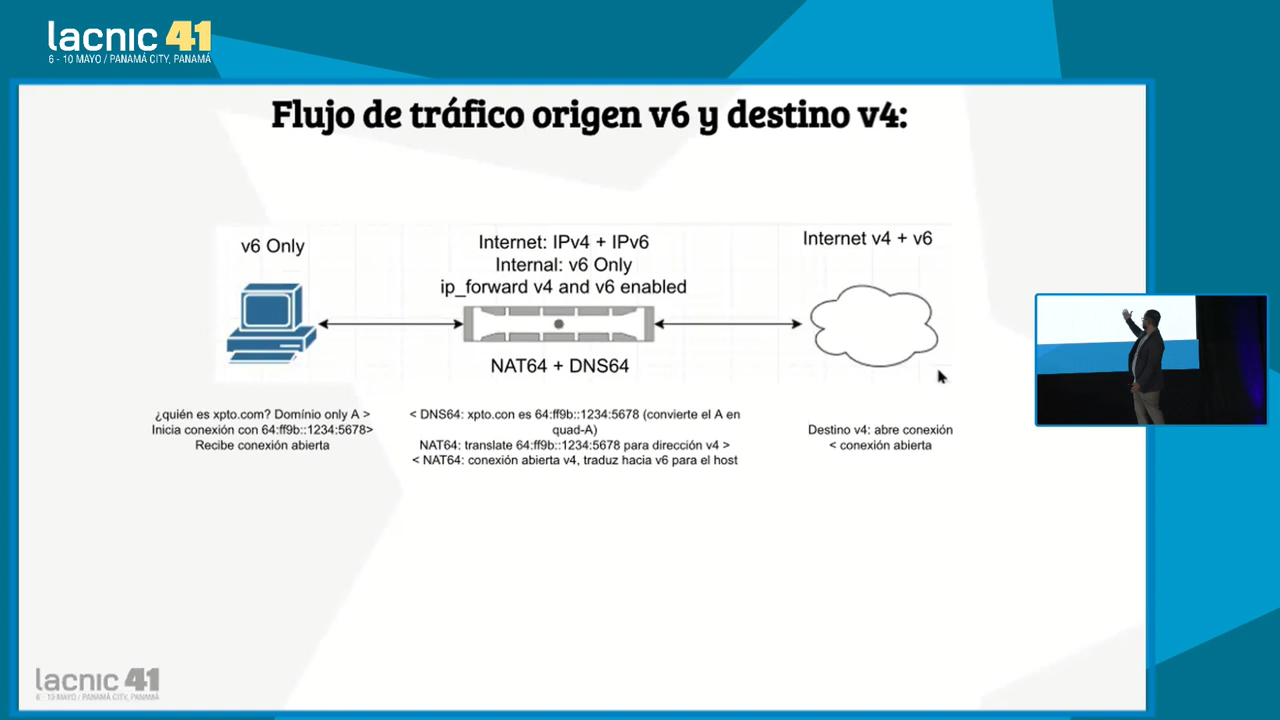 lacnic 41
6 - 10 MAYO / PANAMÁ CITY, PANAMÁ
Flujo de tráfico origen v6 y destino v4:
v6 Only
Internet: IPv4 + IPv6
Internal: v6 Only
ip_forward v4 and v6 enabled
NAT64 + DNS64
Internet v4 + v6
¿quién es xpto.com? Domínio only A >
Inicia conexión con 64:ff9b::1234:5678>
Recibe conexión abierta
< DNS64: xpto.con es 64:ff9b::1234:5678 (convierte el A en
quad-A)
NAT64: translate 64:ff9b::1234:5678 para dirección v4 >
< NAT64: conexión abierta v4, traduz hacia v6 para el host
Destino v4: abre conexión
< conexión abierta
lacnic 41
6 - 10 MAYO / PANAMÁ CITY, PANAMÁ